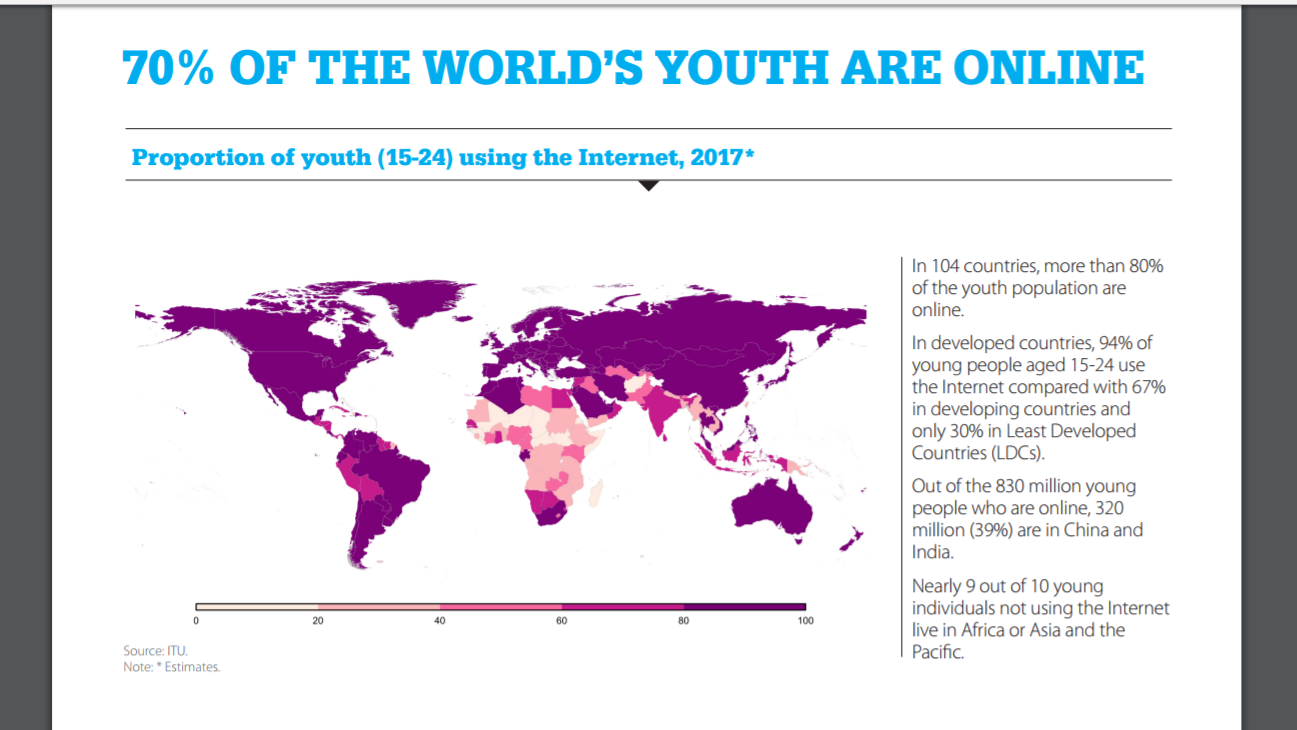 70% OF THE WORLD'S YOUTH ARE ONLINE
Proportion of youth (15-24) using the Internet, 2017*
In 104 countries, more than 80%
of the youth population are
online.
In developed countries, 94% of
young people aged 15-24 use
the Internet compared with 67%
in developing countries and
only 30% in Least Developed
Countries (LDCs).
Out of the 830 million young
people who are online, 320
million (39%) are in China and
India.
Nearly 9 out of 10 young
individuals not using the Internet
live in Africa or Asia and the
Pacific.
0 20 40 60 80 100
Source: ITU.
Note: * Estimates.